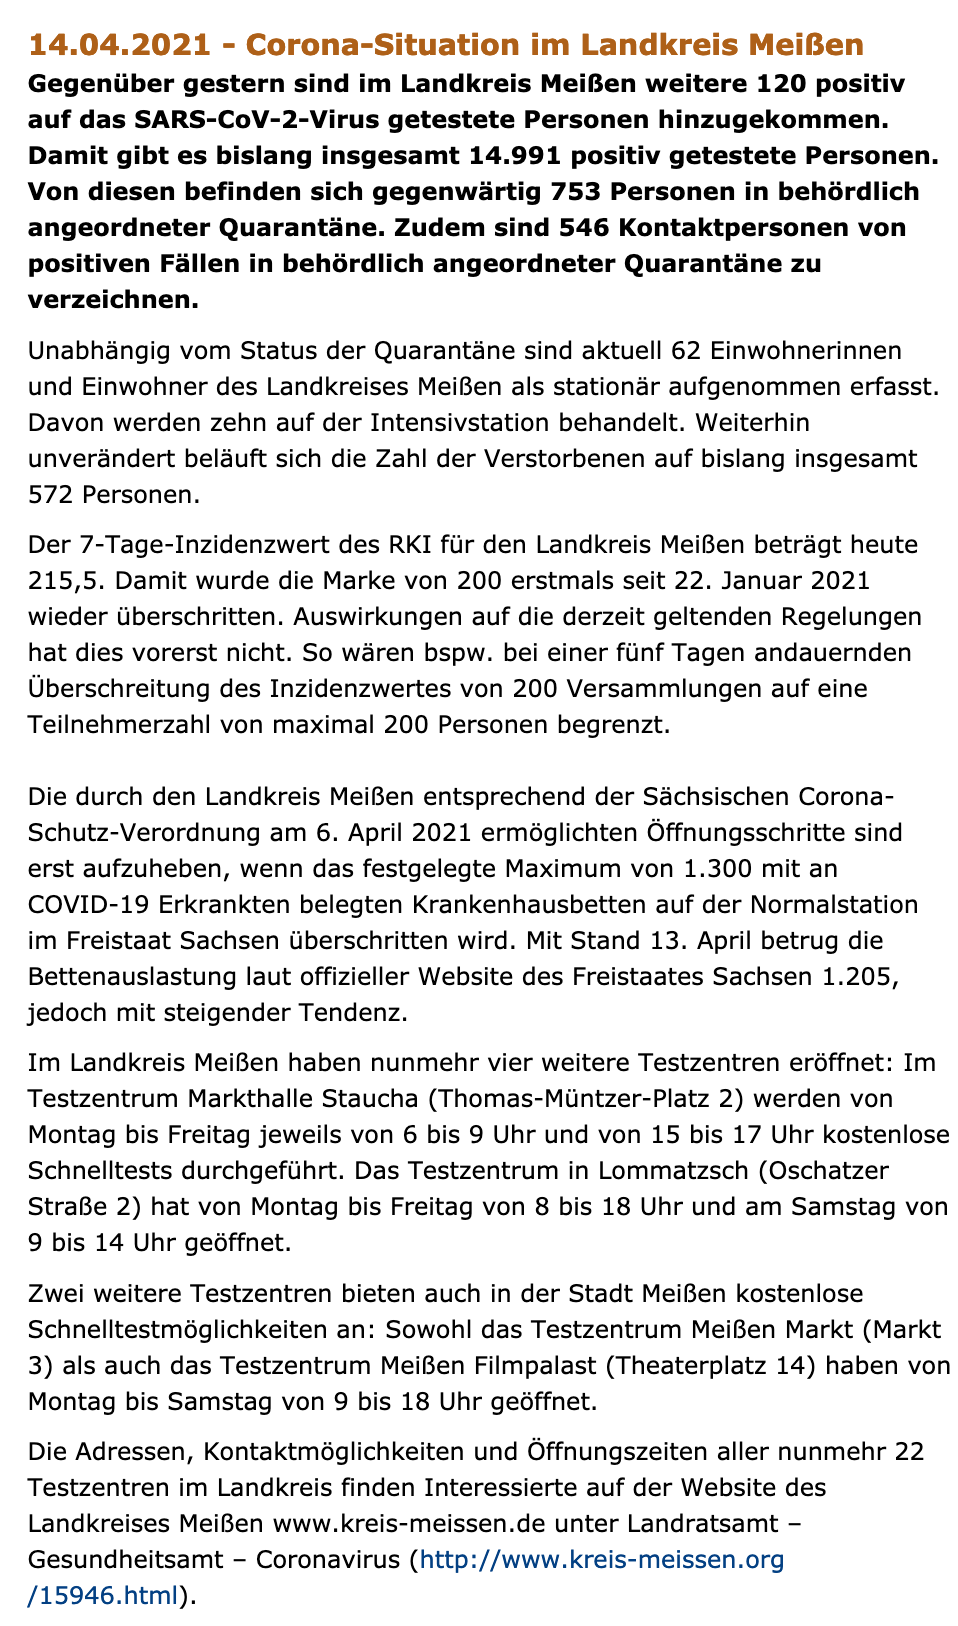 14.04.2021 - Corona-Situation im Landkreis Meißen
Gegenüber gestern sind im Landkreis Meißen weitere 120 positiv
auf das SARS-CoV-2-Virus getestete Personen hinzugekommen.
Damit gibt es bislang insgesamt 14.991 positiv getestete Personen.
Von diesen befinden sich gegenwärtig 753 Personen in behördlich
angeordneter Quarantäne. Zudem sind 546 Kontaktpersonen von
positiven Fällen in behördlich angeordneter Quarantäne zu
verzeichnen.
Unabhängig vom Status der Quarantäne sind aktuell 62 Einwohnerinnen
und Einwohner des Landkreises Meißen als stationär aufgenommen erfasst.
Davon werden zehn auf der Intensivstation behandelt. Weiterhin
unverändert beläuft sich die Zahl der Verstorbenen auf bislang insgesamt
572 Personen.
Der 7-Tage-Inzidenzwert des RKI für den Landkreis Meißen beträgt heute
215,5. Damit wurde die Marke von 200 erstmals seit 22. Januar 2021
wieder überschritten. Auswirkungen auf die derzeit geltenden Regelungen
hat dies vorerst nicht. So wären bspw. bei einer fünf Tagen andauernden
Überschreitung des Inzidenzwertes von 200 Versammlungen auf eine
Teilnehmerzahl von maximal 200 Personen begrenzt.
Die durch den Landkreis Meißen entsprechend der Sächsischen Corona-
Schutz-Verordnung am 6. April 2021 ermöglichten Öffnungsschritte sind
erst aufzuheben, wenn das festgelegte Maximum von 1.300 mit an
COVID-19 Erkrankten belegten Krankenhausbetten auf der Normalstation
im Freistaat Sachsen überschritten wird. Mit Stand 13. April betrug die
Bettenauslastung laut offizieller Website des Freistaates Sachsen 1.205,
jedoch mit steigender Tendenz.
Im Landkreis Meißen haben nunmehr vier weitere Testzentren eröffnet: Im
Testzentrum Markthalle Staucha (Thomas-Müntzer-Platz 2) werden von
Montag bis Freitag jeweils von 6 bis 9 Uhr und von 15 bis 17 Uhr kostenlose
Schnelltests durchgeführt. Das Testzentrum in Lommatzsch (Oschatzer
Straße 2) hat von Montag bis Freitag von 8 bis 18 Uhr und am Samstag von
9 bis 14 Uhr geöffnet.
Zwei weitere Testzentren bieten auch in der Stadt Meißen kostenlose
Schnelltestmöglichkeiten an: Sowohl das Testzentrum Meißen Markt (Markt
3) als auch das Testzentrum Meißen Filmpalast (Theaterplatz 14) haben von
Montag bis Samstag von 9 bis 18 Uhr geöffnet.
Die Adressen, Kontaktmöglichkeiten und Öffnungszeiten aller nunmehr 22
Testzentren im Landkreis finden Interessierte auf der Website des
Landkreises Meißen www.kreis-meissen.de unter Landratsamt –
Gesundheitsamt – Coronavirus (http://www.kreis-meissen.org
/15946.html).